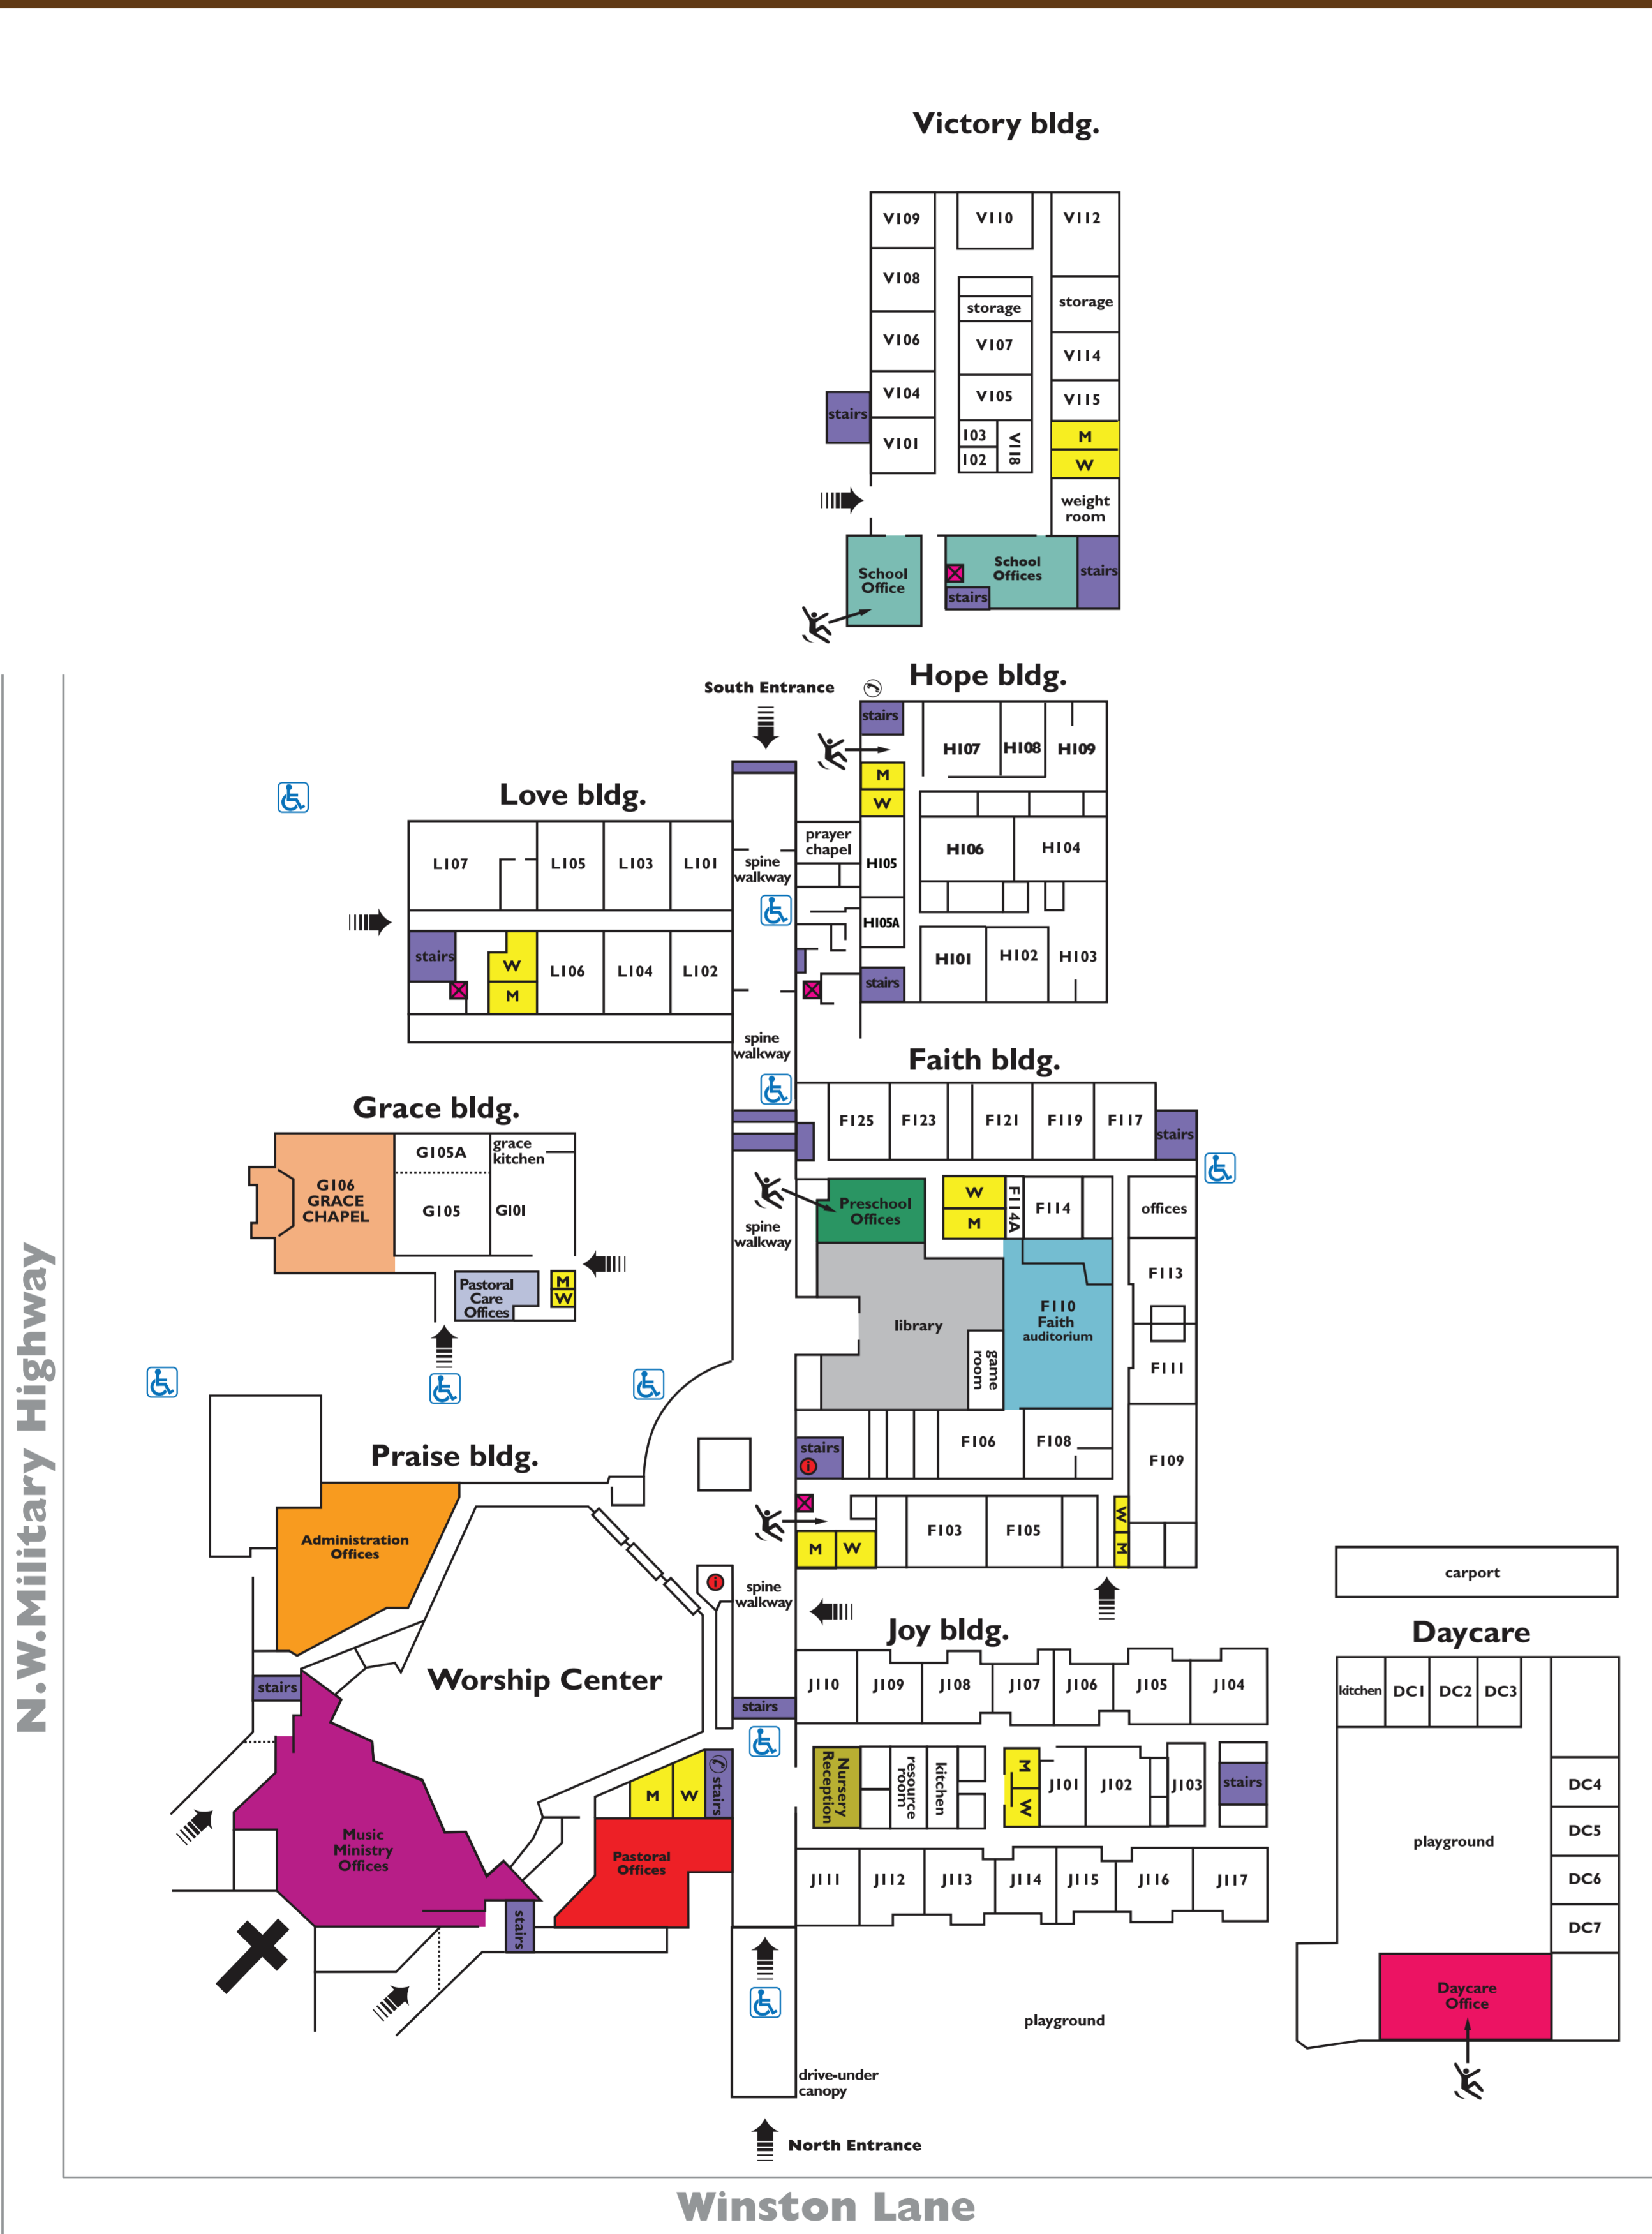 Victory bldg.
V109
V110
V112
V108
storage
storage
V106
V107
V114
V104
V105
V115
stairs
V101
103
102
V118
M
W
weight
room
School
Office
School
Offices
stairs
stairs
South Entrance
Hope bldg.
stairs
H107
H108
H109
M
W
prayer
chapel
H105
H106
H104
H105A
H101
H102
H103
stairs
Love bldg.
L107
L105
L103
L101
spine
walkway
stairs
W
M
L106
L104
L102
spine
walkway
Faith bldg.
F125
F123
F121
F119
F117
stairs
Grace bldg.
G105A
grace
kitchen
G106
GRACE
CHAPEL
G105
G101
Pastoral
Care
Offices
M
W
Preschool
Offices
W
M
F114A
F114
offices
spine
walkway
F113
library
F110
Faith
auditorium
game
room
F111
stairs
i
F106
F108
F109
M
W
F103
F105
W
M
N.W.Military Highway
Praise bldg.
Administration
Offices
i
spine
walkway
Worship Center
stairs
stairs
Joy bldg.
J110
J109
J108
J107
J106
J105
J104
Nursery
Reception
resource
room
kitchen
M
W
J101
J102
J103
stairs
M
W
stairs
Music
Ministry
Offices
Pastoral
Offices
stairs
J111
J112
J113
J114
J115
J116
J117
carport
Daycare
kitchen
DC1
DC2
DC3
DC4
playground
DC5
DC6
DC7
Daycare
Office
playground
drive-under
canopy
North Entrance
Winston Lane